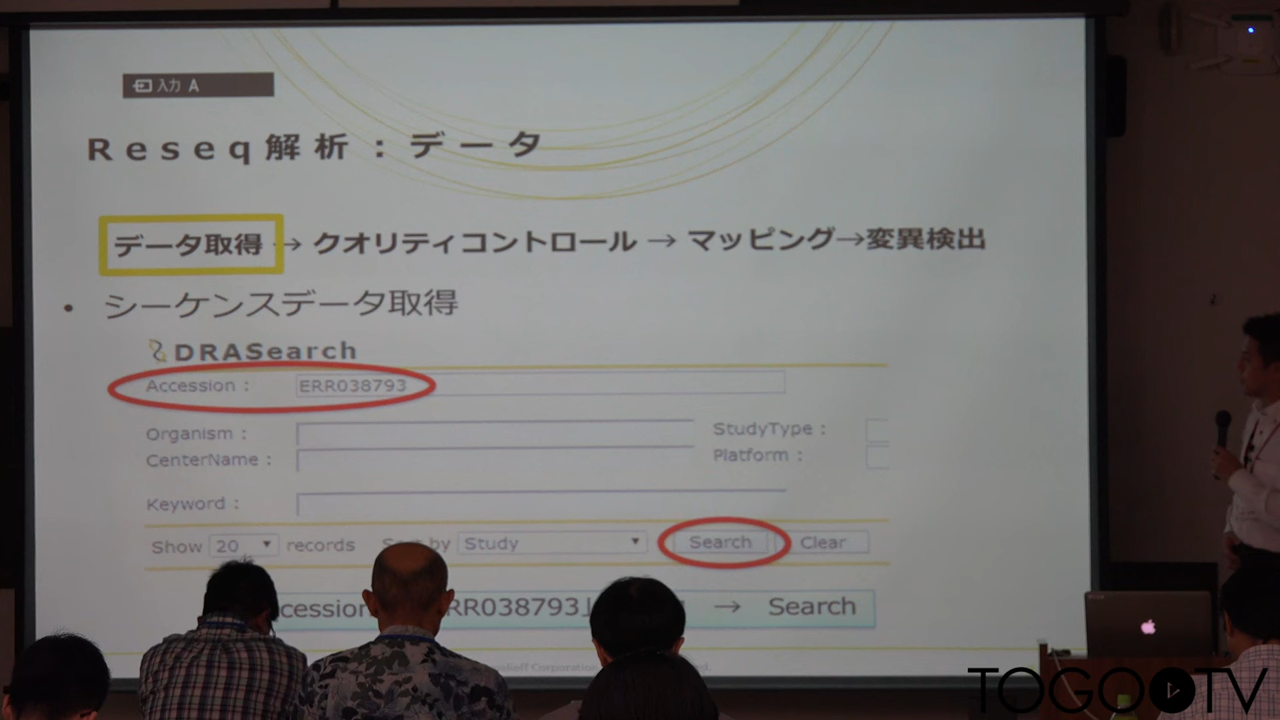 入力 A
Reseq解析：データ
データ取得 → クオリティコントロール → マッピング→変異検出
• シーケンスデータ取得
DRASearch
Accession : ERR038793
Organism : StudyType :
CenterName : Platform :
Keyword :
Show 20 records by Study Search Clear
→ Search
Corporation
TOGOTV